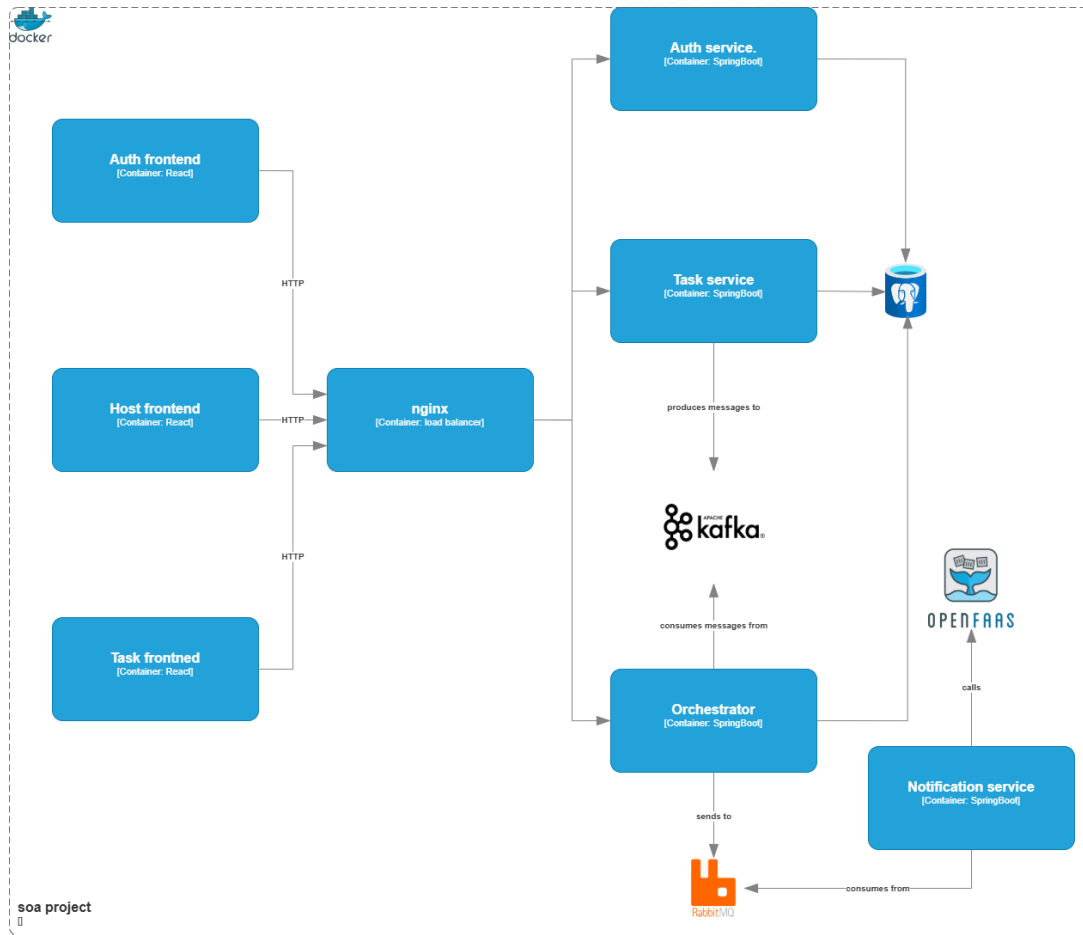 docker
Auth service.
[Container: SpringBoot]
Auth frontend
[Container: React]
HTTP
Task service
[Container: SpringBoot]
Host frontend
[Container: React]
HTTP
nginx
[Container: load balancer]
produces messages to
APACHE
kafka®
HTTP
OPENFAAS
consumes messages from
Task frontned
[Container: React]
Orchestrator
[Container: SpringBoot]
calls
Notification service
[Container: SpringBoot]
sends to
consumes from
RabbitMQ
soa project
▯